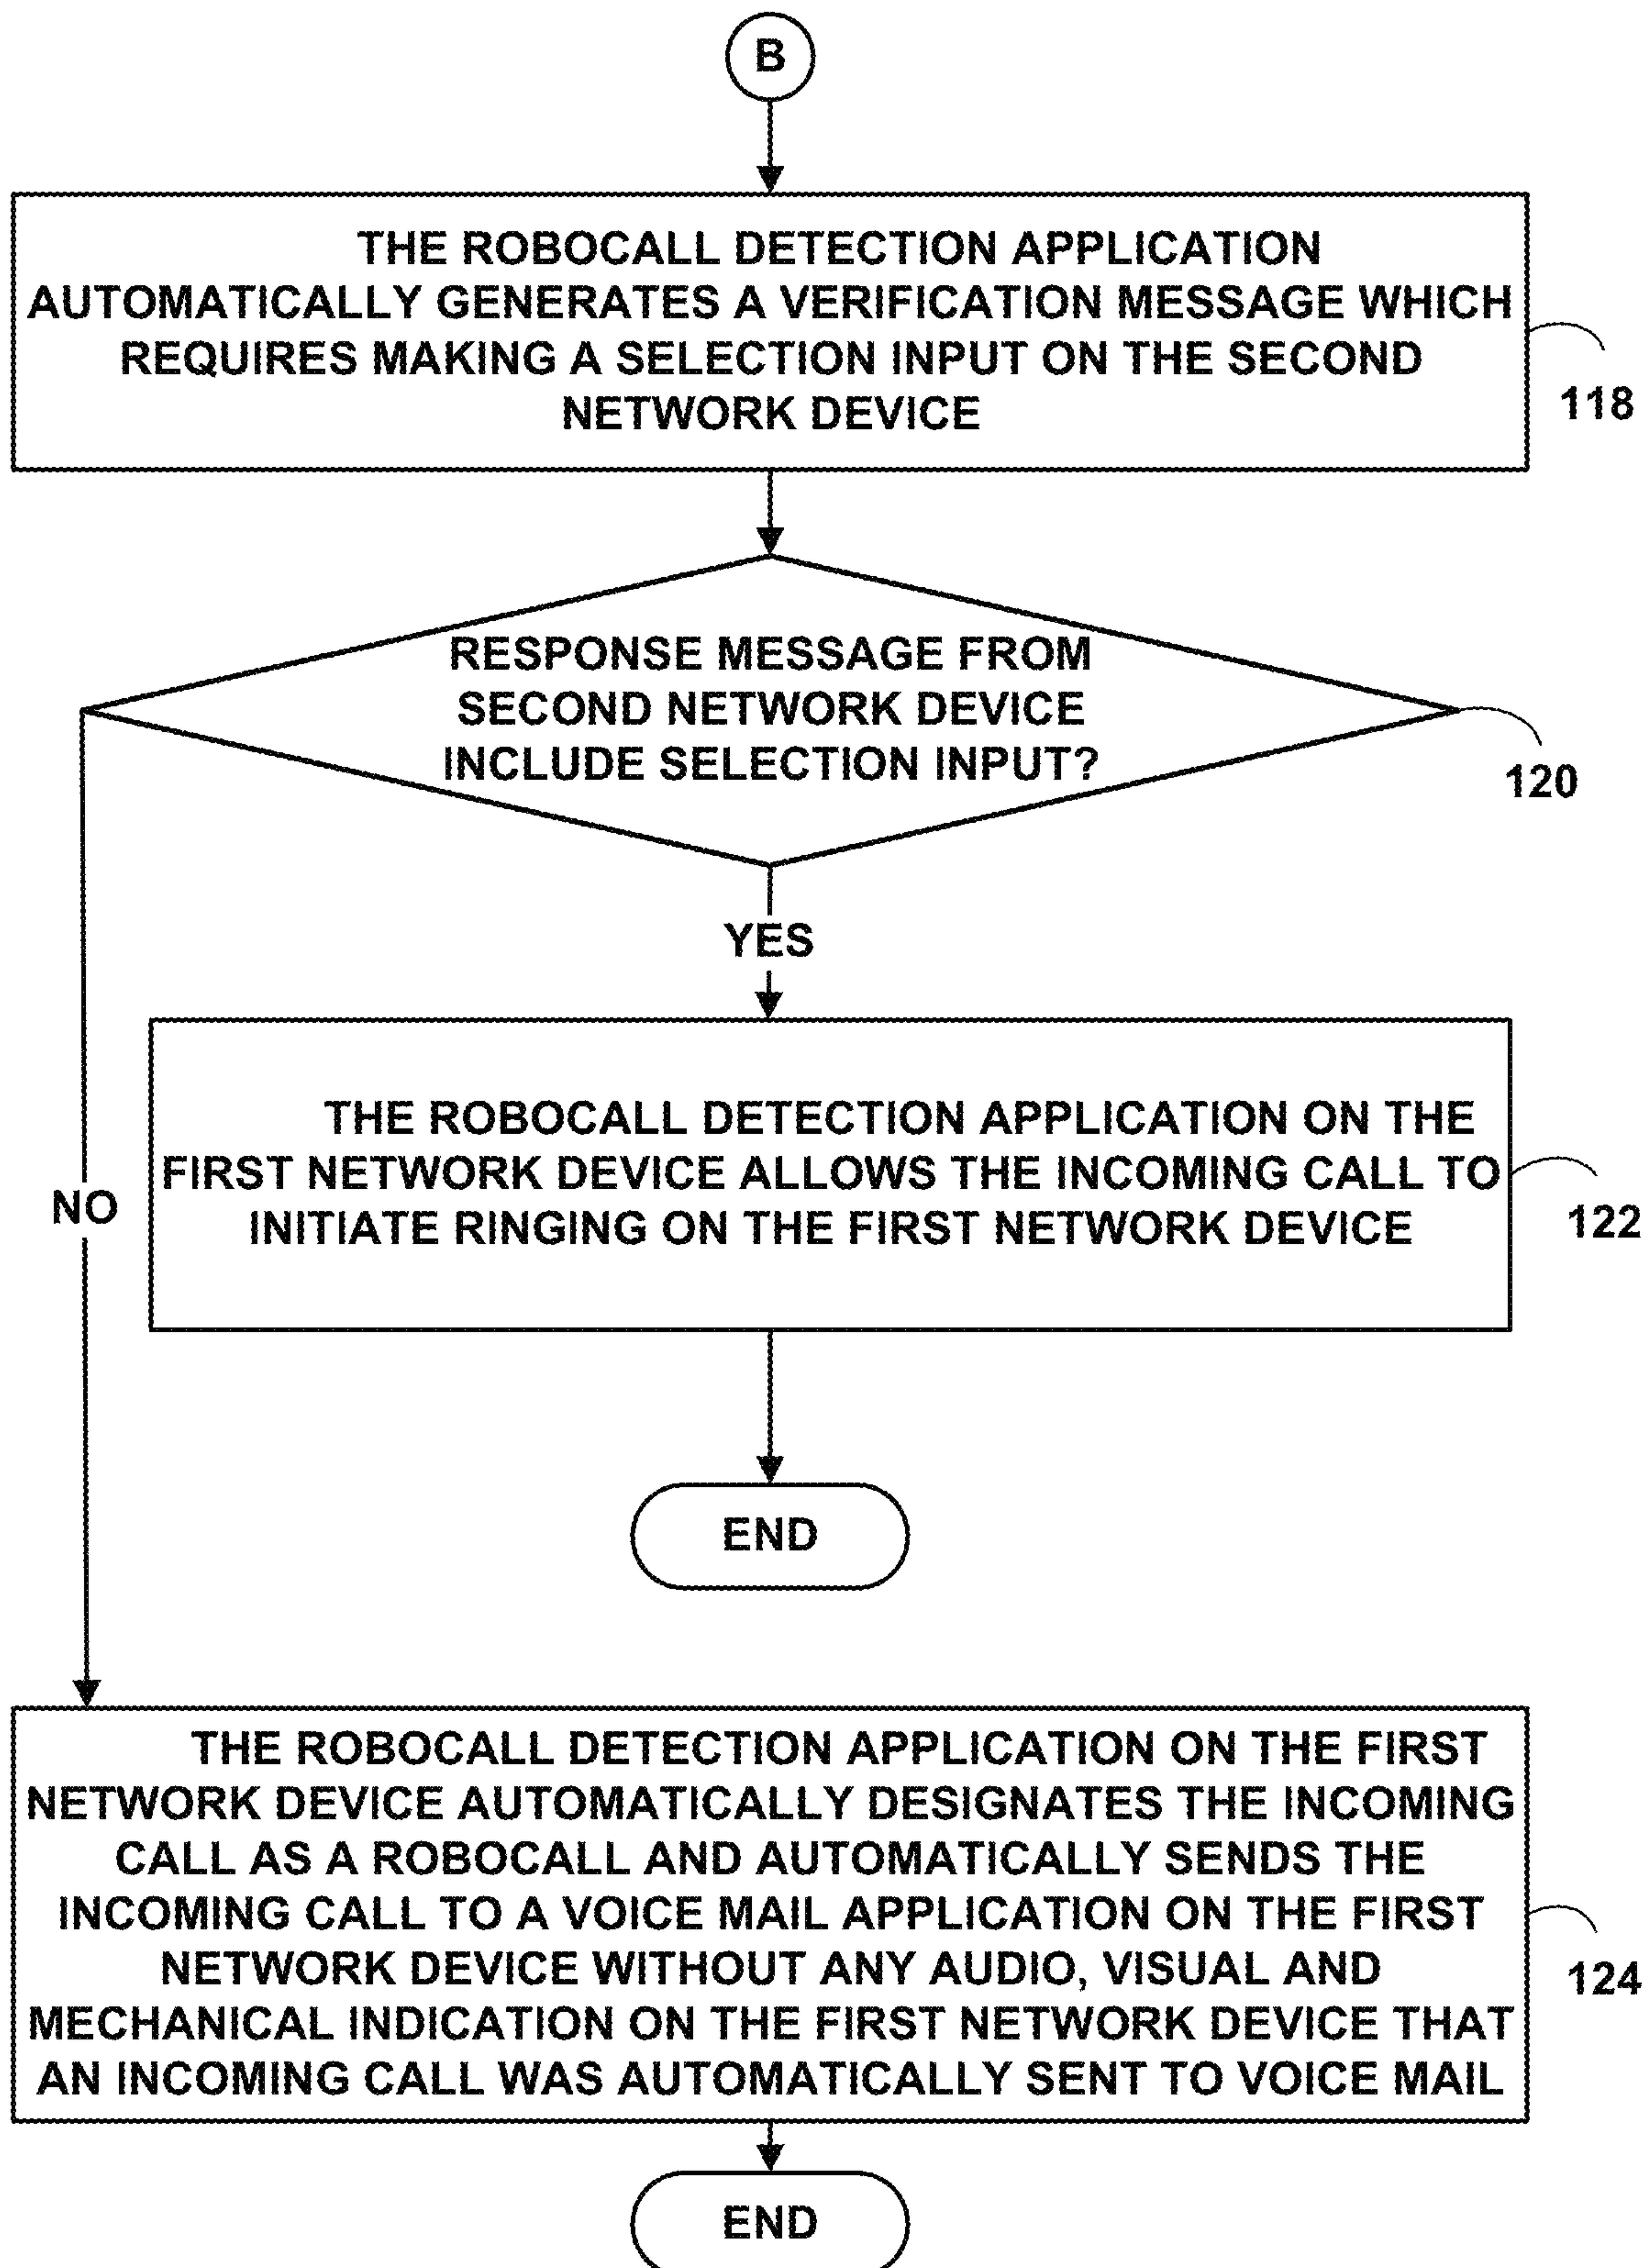 B
THE ROBOCALL DETECTION APPLICATION
AUTOMATICALLY GENERATES A VERIFICATION MESSAGE WHICH
REQUIRES MAKING A SELECTION INPUT ON THE SECOND
NETWORK DEVICE
118
RESPONSE MESSAGE FROM
SECOND NETWORK DEVICE
INCLUDE SELECTION INPUT?
120
YES
THE ROBOCALL DETECTION APPLICATION ON THE
FIRST NETWORK DEVICE ALLOWS THE INCOMING CALL TO
INITIATE RINGING ON THE FIRST NETWORK DEVICE
122
NO
END
THE ROBOCALL DETECTION APPLICATION ON THE FIRST
NETWORK DEVICE AUTOMATICALLY DESIGNATES THE INCOMING
CALL AS A ROBOCALL AND AUTOMATICALLY SENDS THE
INCOMING CALL TO A VOICE MAIL APPLICATION ON THE FIRST
NETWORK DEVICE WITHOUT ANY AUDIO, VISUAL AND
MECHANICAL INDICATION ON THE FIRST NETWORK DEVICE THAT
AN INCOMING CALL WAS AUTOMATICALLY SENT TO VOICE MAIL
124
END